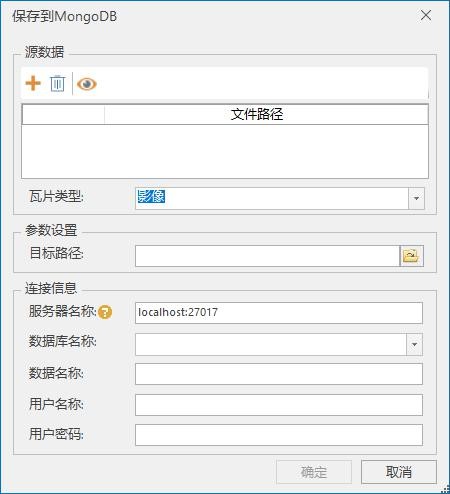 保存到MongoDB
源数据
文件路径
瓦片类型: 影像
参数设置
目标路径:
连接信息
服务器名称: ? localhost:27017
数据库名称:
数据名称:
用户名称:
用户密码:
确定 取消